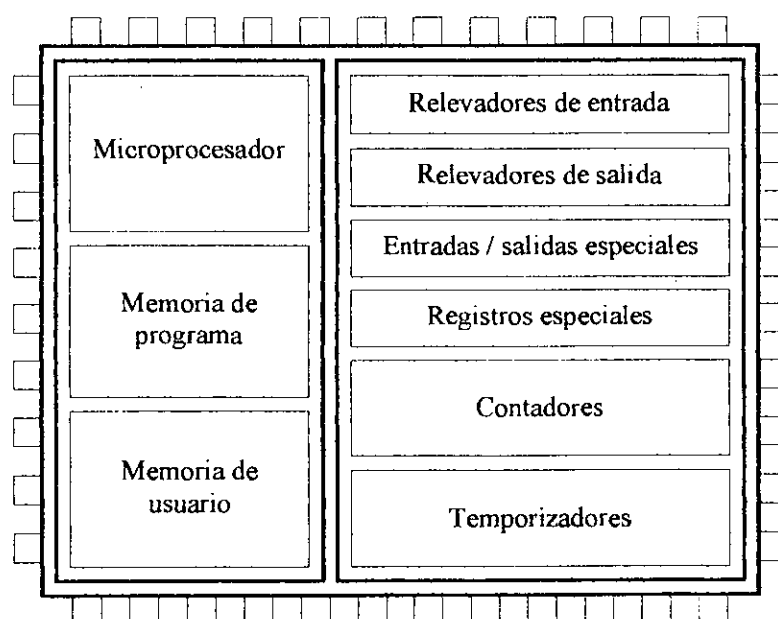 Microprocesador
Memoria de
programa
Memoria de
usuario
Relevadores de entrada
Relevadores de salida
Entradas / salidas especiales
Registros especiales
Contadores
Temporizadores